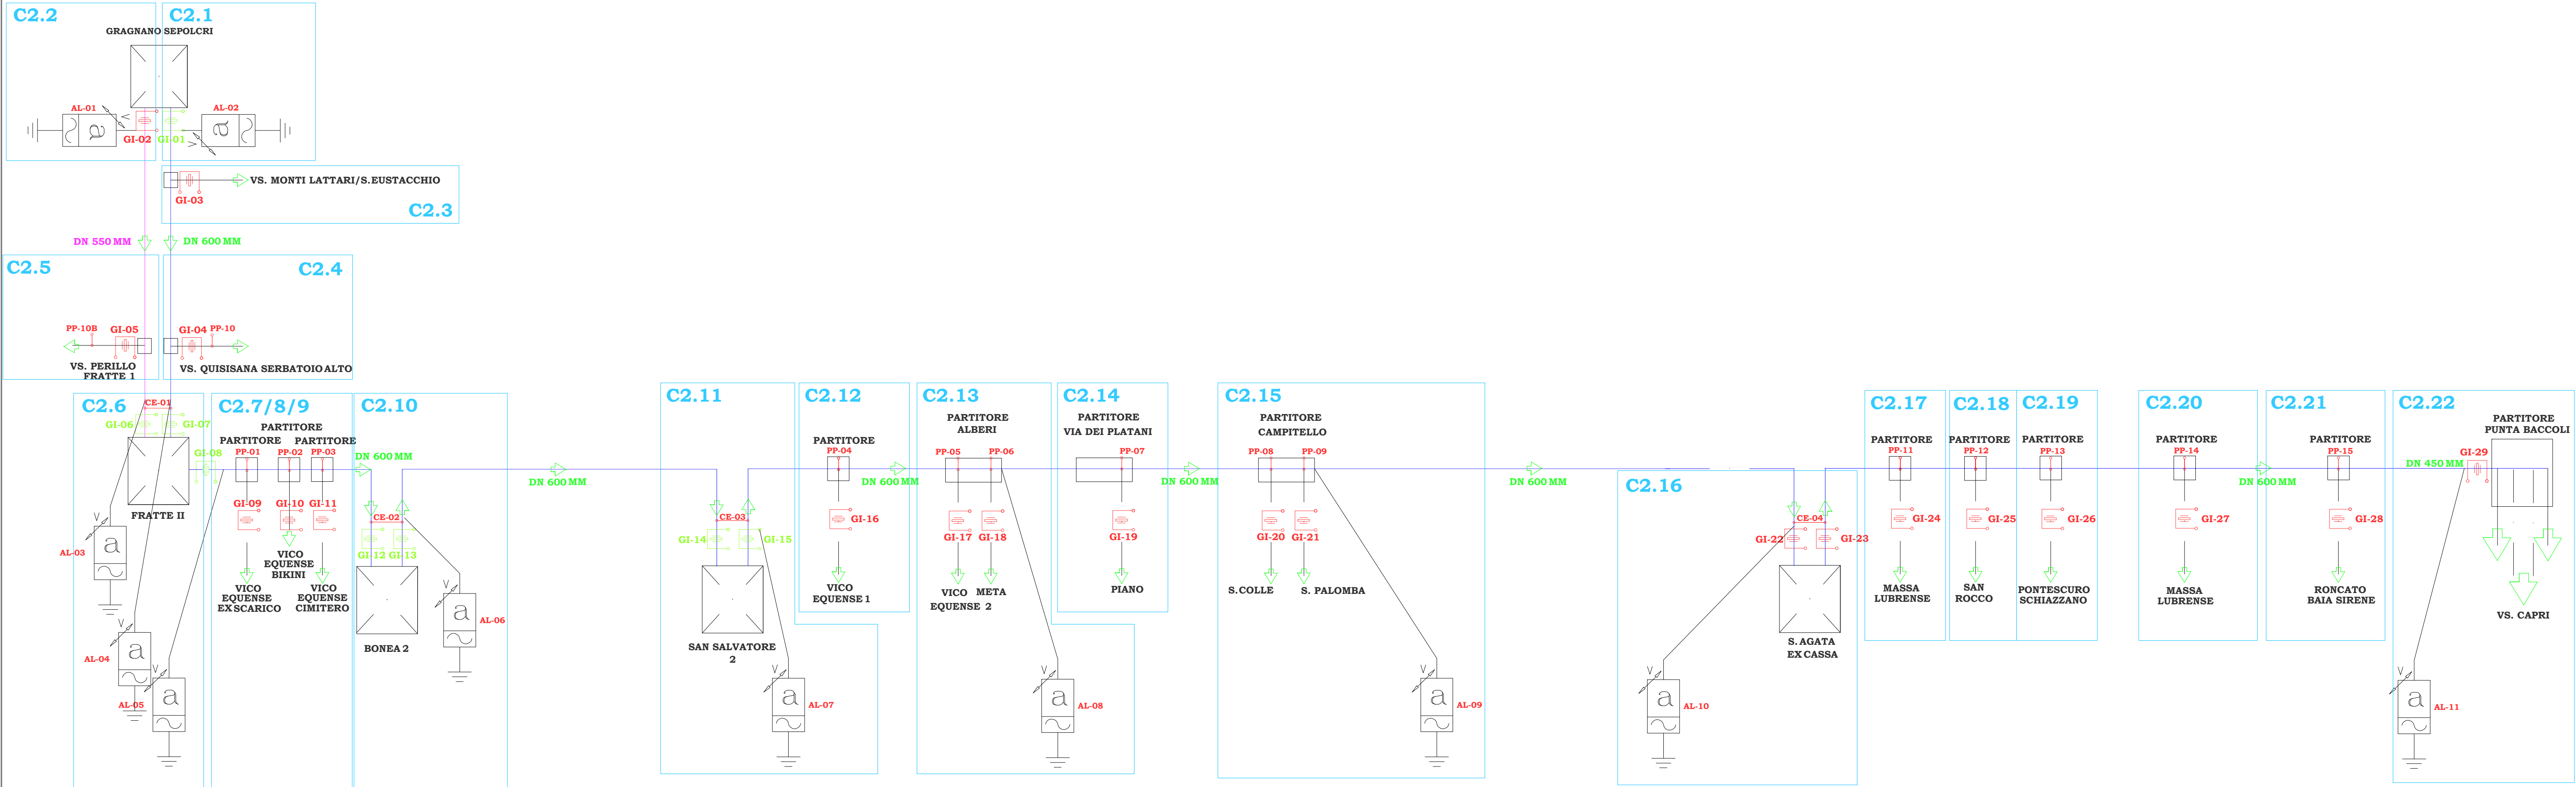 C2.2
C2.1
GRAGNANO SEPOLCRI
AL-01
AL-02
V
GI-02
GI-01
V
a
a
VS. MONTI LATTARI/S.EUSTACCHIO
GI-03
C2.3
DN 550 MM
DN 600 MM
C2.5
C2.4
PP-10B
GI-05
GI-04
PP-10
VS. PERILLO
FRATTE 1
VS. QUISISANA SERBATOIO ALTO
C2.6
CE-01
GI-06
GI-07
GI-08
FRATTE II
V
a
AL-03
V
a
AL-04
V
a
AL-05
C2.7/8/9
PARTITORE
PARTITORE
PARTITORE
PP-01
PP-02
PP-03
GI-09
GI-10
GI-11
VICO
EQUENSE
EX SCARICO
VICO
EQUENSE
BIKINI
VICO
EQUENSE
CIMITERO
C2.10
DN 600 MM
CE-02
GI-12
GI-13
BONEA 2
a
V
AL-06
DN 600 MM
C2.11
CE-03
GI-14
GI-15
SAN SALVATORE
2
V
a
AL-07
C2.12
PARTITORE
PP-04
GI-16
VICO
EQUENSE 1
DN 600 MM
C2.13
PARTITORE
ALBERI
PP-05
PP-06
GI-17
GI-18
VICO
EQUENSE 2
META
V
a
AL-08
C2.14
PARTITORE
VIA DEI PLATANI
PP-07
GI-19
PIANO
DN 600 MM
C2.15
PARTITORE
CAMPITELLO
PP-08
PP-09
GI-20
GI-21
S.COLLE
S. PALOMBA
V
a
AL-09
DN 600 MM
C2.16
CE-04
GI-22
GI-23
S. AGATA
EX CASSA
V
a
AL-10
C2.17
PARTITORE
PP-11
GI-24
MASSA
LUBRENSE
C2.18
PARTITORE
PP-12
GI-25
SAN
ROCCO
C2.19
PARTITORE
PP-13
GI-26
PONTESCURO
SCHIAZZANO
C2.20
PARTITORE
PP-14
GI-27
MASSA
LUBRENSE
DN 600 MM
C2.21
PARTITORE
PP-15
GI-28
RONCATO
BAIA SIRENE
C2.22
PARTITORE
PUNTA BACCOLI
GI-29
DN 450 MM
VS. CAPRI
V
a
AL-11